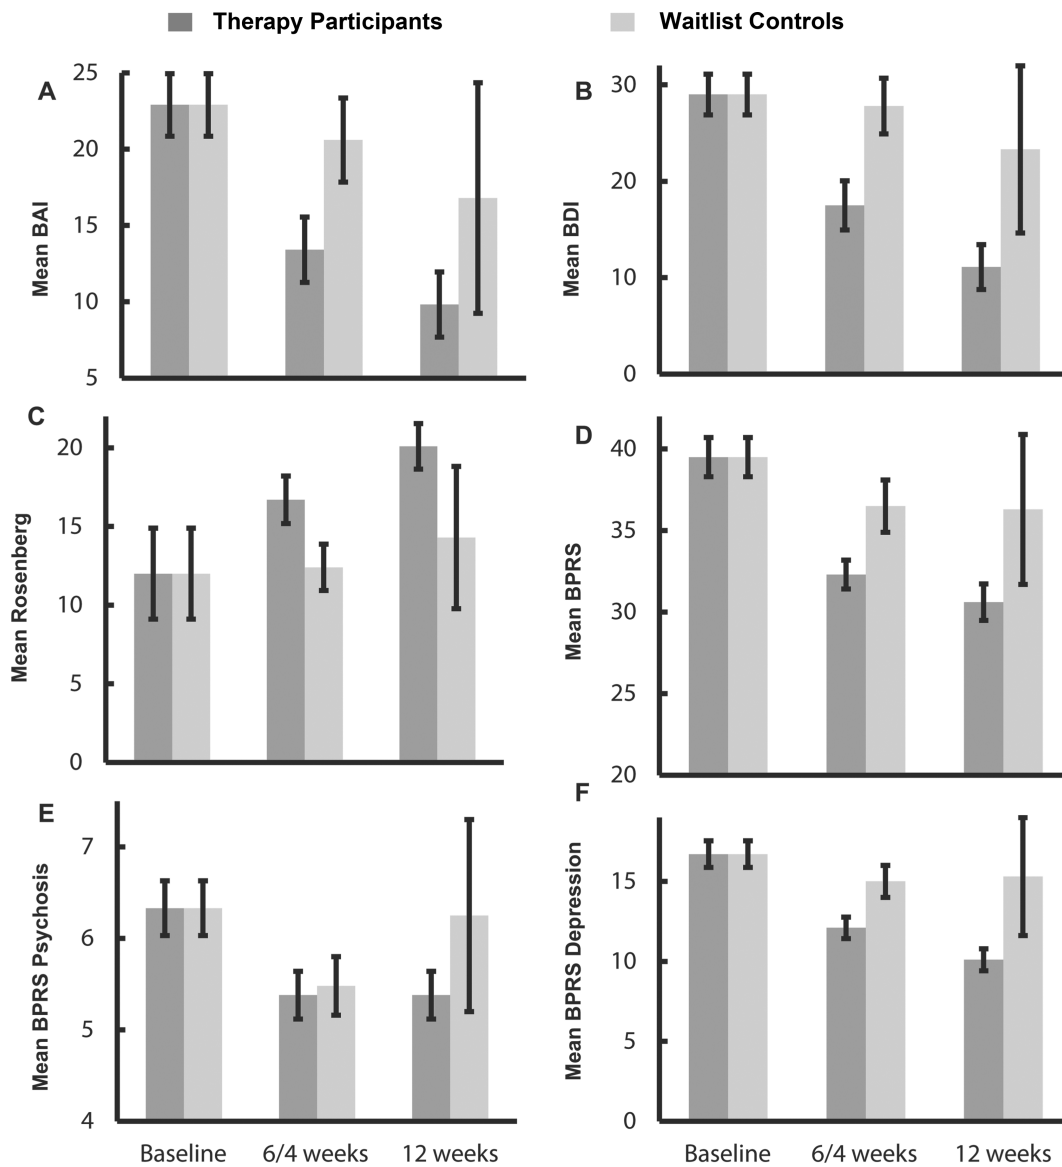 Therapy Participants
Waitlist Controls
A
25
20
15
10
5
Mean BAI
B
30
20
10
0
Mean BDI
C
20
15
10
5
0
Mean Rosenberg
D
40
35
30
25
20
Mean BPRS
E
7
6
5
4
Mean BPRS Psychosis
Baseline
6/4 weeks
12 weeks
F
15
10
5
0
Mean BPRS Depression
Baseline
6/4 weeks
12 weeks